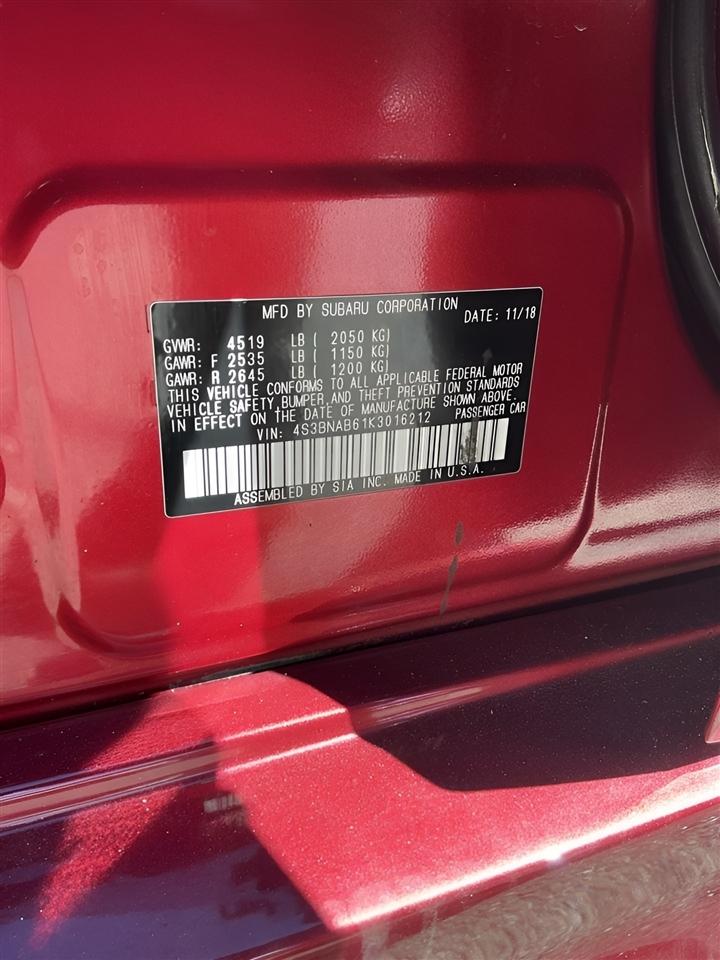 MFD BY SUBARU CORPORATION DATE: 11/18
GVWR: 4519 LB ( 2050 KG)
GAWR: F 2535 LB ( 1150 KG)
GAWR: R 2645 LB ( 1200 KG)
THIS VEHICLE CONFORMS TO ALL APPLICABLE FEDERAL MOTOR
VEHICLE SAFETY, BUMPER, AND THEFT PREVENTION STANDARDS
IN EFFECT ON THE DATE OF MANUFACTURE SHOWN ABOVE.
VIN: 4S3BNAB61K3016212 PASSENGER CAR
ASSEMBLED BY SIA INC. MADE IN U.S.A.